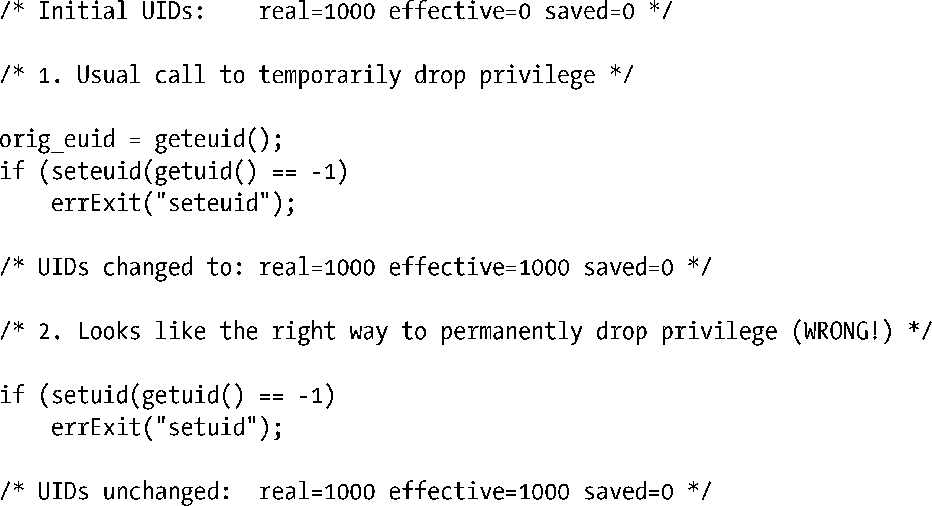 /* Initial UIDs:    real=1000 effective=0 saved=0 */
/* 1. Usual call to temporarily drop privilege */
orig_euid = geteuid();
if (seteuid(getuid() == -1)
    errExit("seteuid");
/* UIDs changed to: real=1000 effective=1000 saved=0 */
/* 2. Looks like the right way to permanently drop privilege (WRONG!) */
if (setuid(getuid() == -1)
    errExit("setuid");
/* UIDs unchanged:  real=1000 effective=1000 saved=0 */